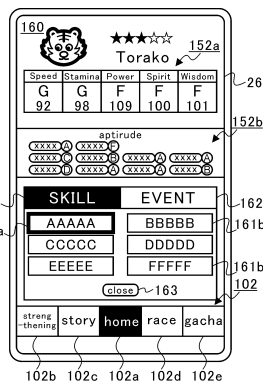 160
★★★☆☆
Torako
152a
Speed Stamina Power Spirit Wisdom
G G F F F
92 98 109 100 101
26
152b
aptirude
xxxx A xxxx F
xxxx C xxxx B xxxx A xxxx A
xxxx D xxxx A xxxx A xxxx B
SKILL EVENT
162
AAAAA BBBBB
161b
CCCCC DDDDD
EEEEE FFFFF
161b
close 163
102
streng
-thening story home race gacha
102b 102c 102a 102d 102e